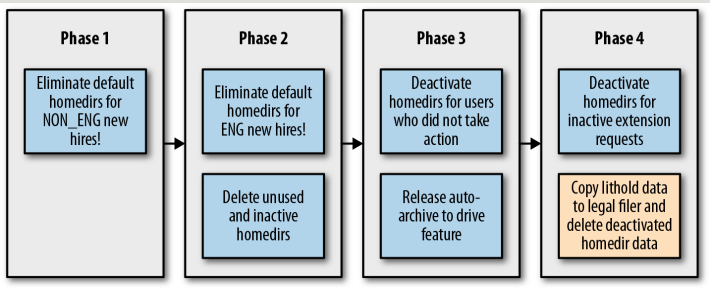 Phase 1
Eliminate default
homedirs for
NON_ENG new
hires!
Phase 2
Eliminate default
homedirs for
ENG new hires!
Delete unused
and inactive
homedirs
Phase 3
Deactivate
homedirs for users
who did not take
action
Release auto-
archive to drive
feature
Phase 4
Deactivate
homedirs for
inactive extension
requests
Copy lithold data
to legal filer and
delete deactivated
homedir data